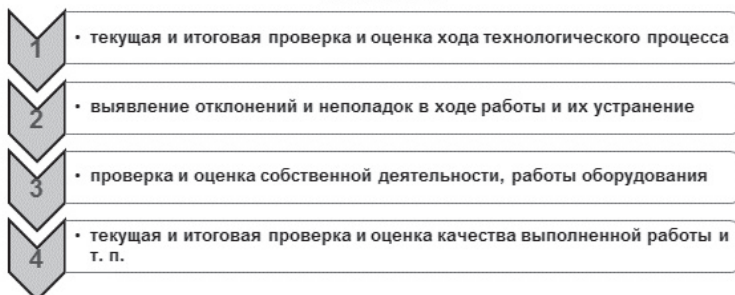 1
• текущая и итоговая проверка и оценка хода технологического процесса
2
• выявление отклонений и неполадок в ходе работы и их устранение
3
• проверка и оценка собственной деятельности, работы оборудования
4
• текущая и итоговая проверка и оценка качества выполненной работы и
т. п.